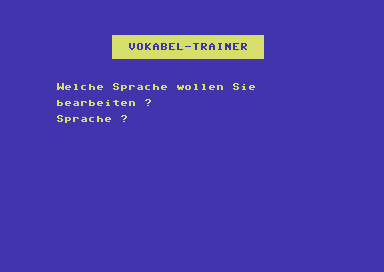 VOKABEL-TRAINER
Welche Sprache wollen Sie
bearbeiten ?
Sprache ?